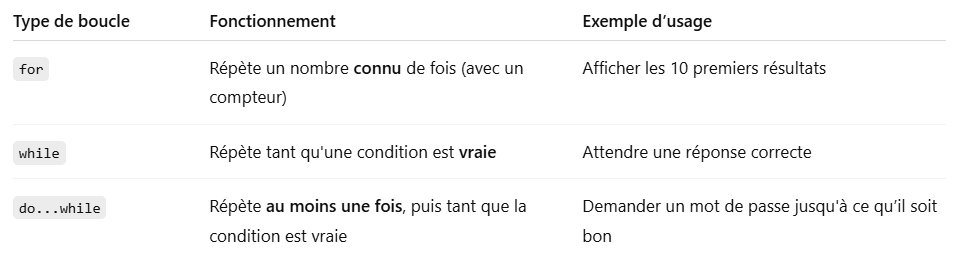 Type de boucle Fonctionnement Exemple d’usage
for Répète un nombre connu de fois (avec un compteur) Afficher les 10 premiers résultats
while Répète tant qu'une condition est vraie Attendre une réponse correcte
do...while Répète au moins une fois, puis tant que la condition est vraie Demander un mot de passe jusqu'à ce qu’il soit bon